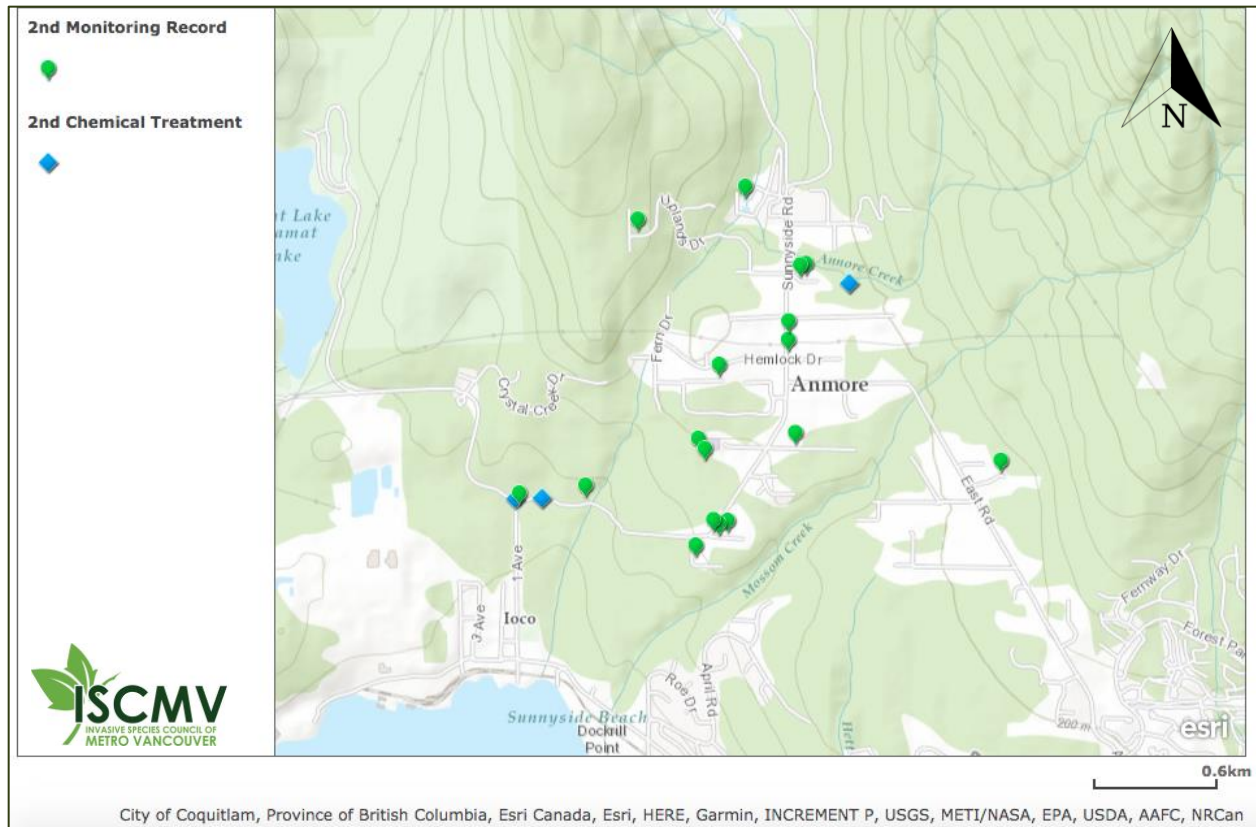 2nd Monitoring Record
2nd Chemical Treatment
N
nt Lake
amat
ake
Uplands Dr
Sunnyside Rd
Anmore Creek
Fern Dr
Hemlock Dr
Anmore
Crystal Creek Dr
East Rd
Mossom Creek
1 Ave
Fernway Dr
3 Ave
Ioco
Forest Pa
April Rd
Roe Dr
Sunnyside Beach
Dockrill
Point
Hett
200 m
esri
ISCMV
INVASIVE SPECIES COUNCIL OF
METRO VANCOUVER
0.6km
City of Coquitlam, Province of British Columbia, Esri Canada, Esri, HERE, Garmin, INCREMENT P, USGS, METI/NASA, EPA, USDA, AAFC, NRCan